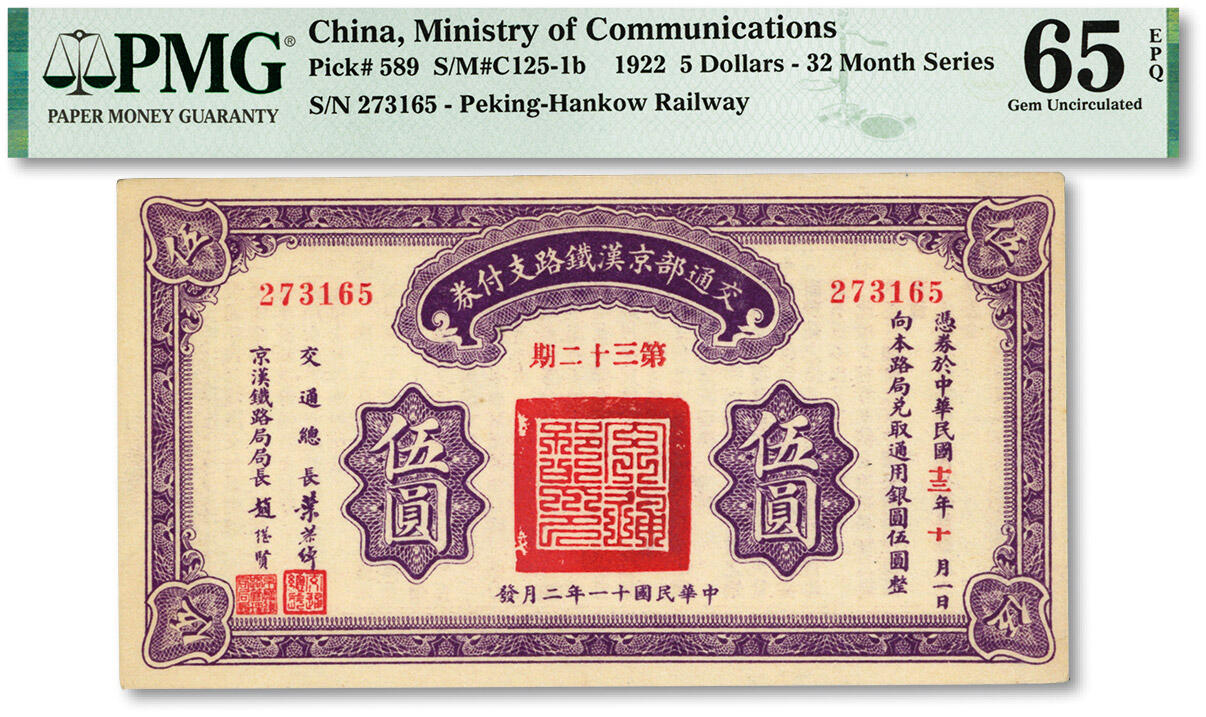 PMG®
PAPER MONEY GUARANTY
China, Ministry of Communications
Pick# 589 S/M#C125-1b 1922 5 Dollars - 32 Month Series
S/N 273165 - Peking-Hankow Railway
65
EPQ
Gem Uncirculated
伍
伍
交通部京漢鐵路支付券
273165
273165
第三十二期
憑券於中華民國十三年十月一日
向本路局兌取通用銀圓伍圓整
伍圓
伍圓
交通總長葉恭綽
京漢鐵路局局長趙繼賢
中華民國十一年二月發